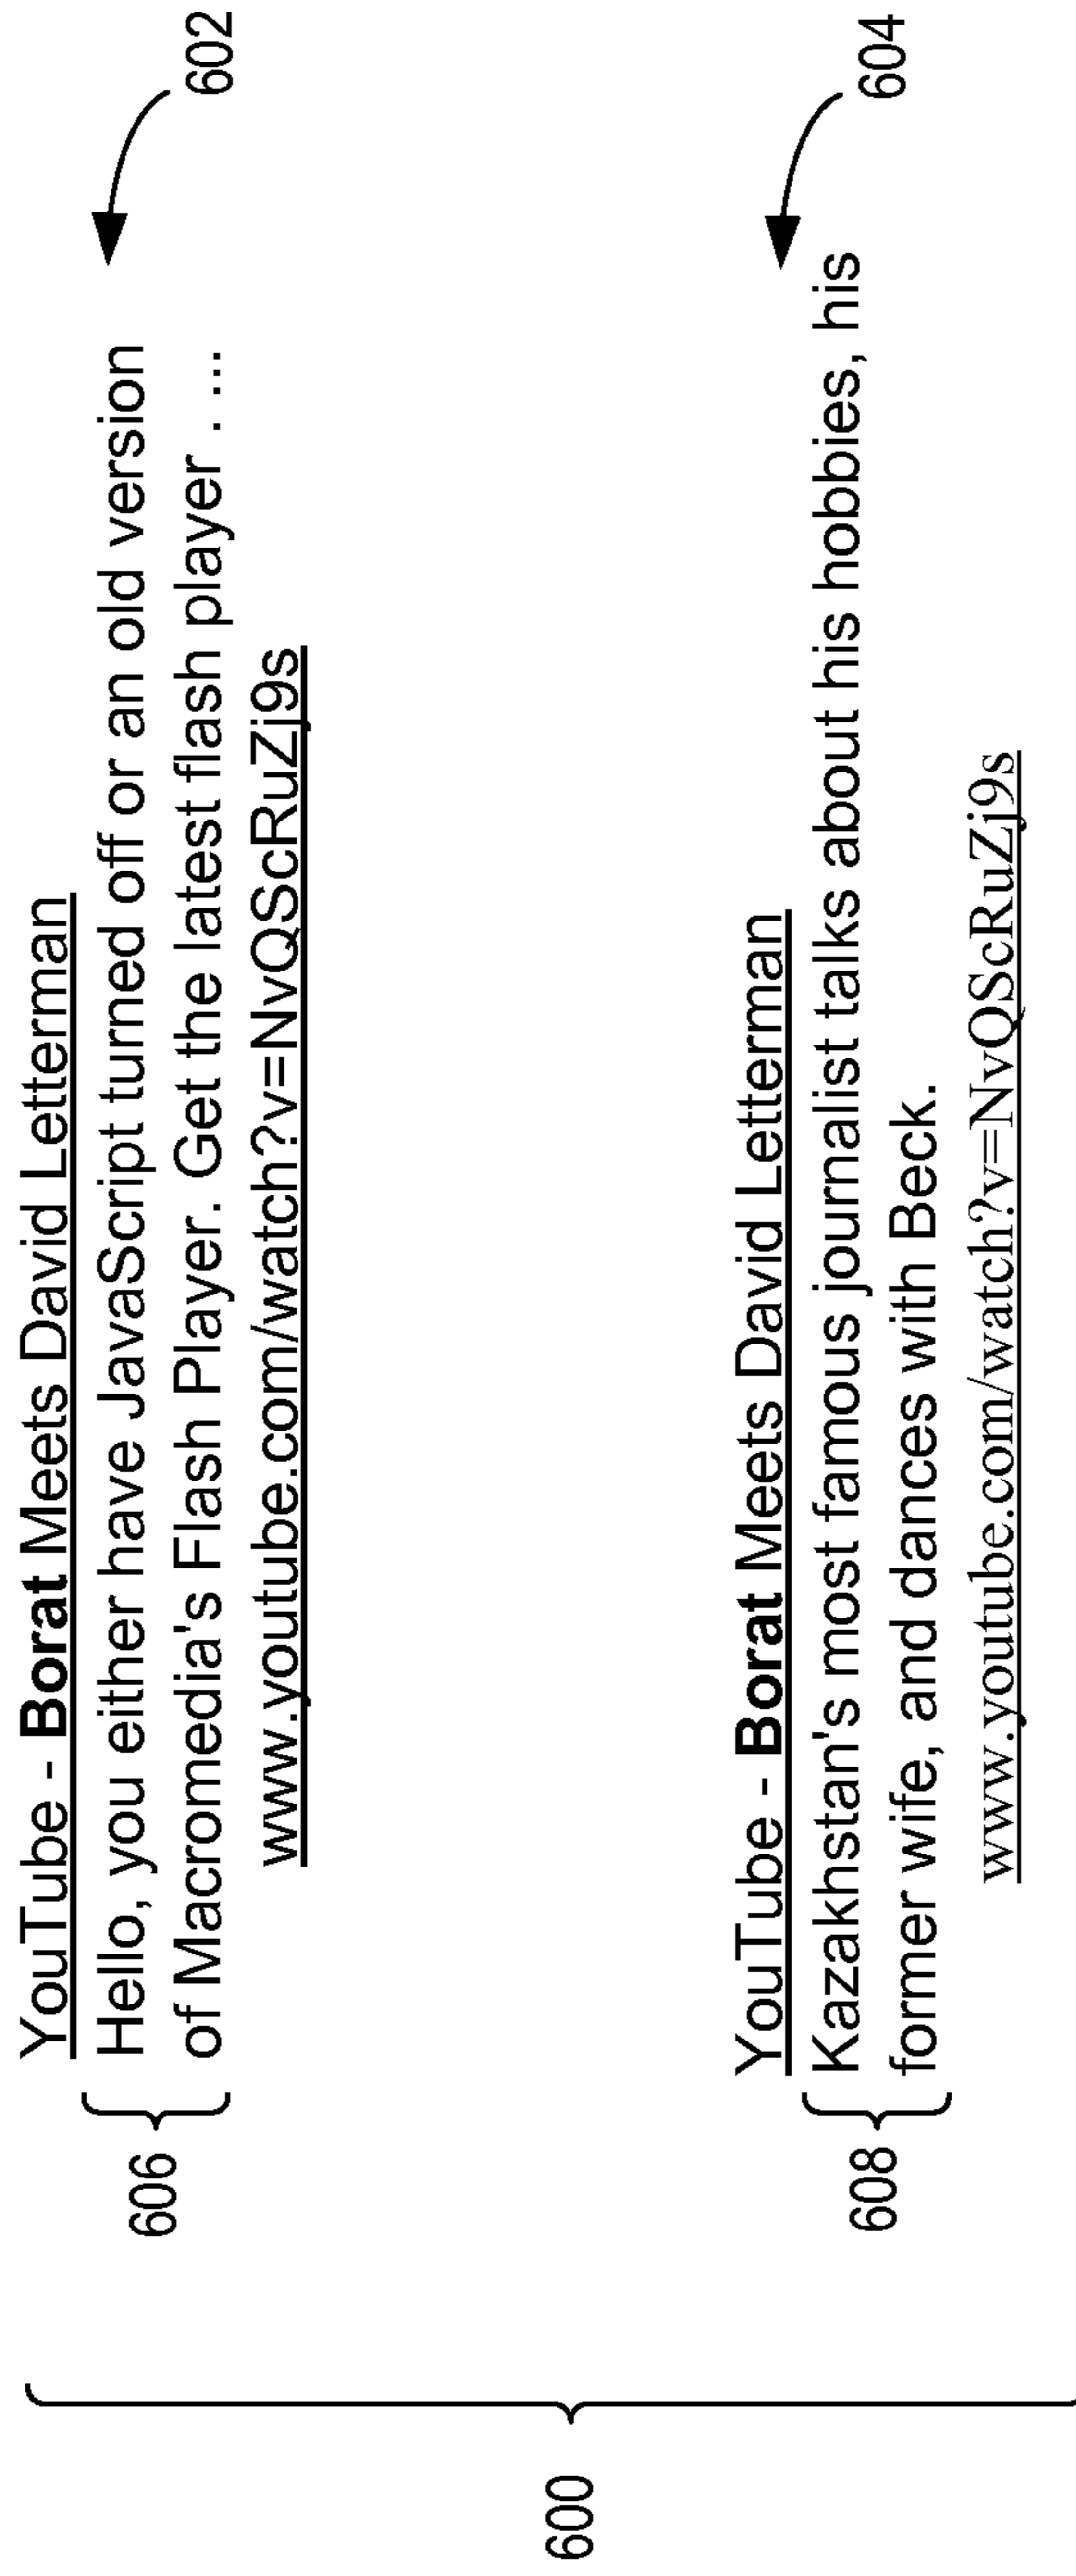 YouTube - Borat Meets David Letterman
Hello, you either have JavaScript turned off or an old version
of Macromedia's Flash Player. Get the latest flash player . ...
www.youtube.com/watch?v=NvQScRuZj9s
602
606
YouTube - Borat Meets David Letterman
Kazakhstan's most famous journalist talks about his hobbies, his
former wife, and dances with Beck.
www.youtube.com/watch?v=NvQScRuZj9s
604
608
600